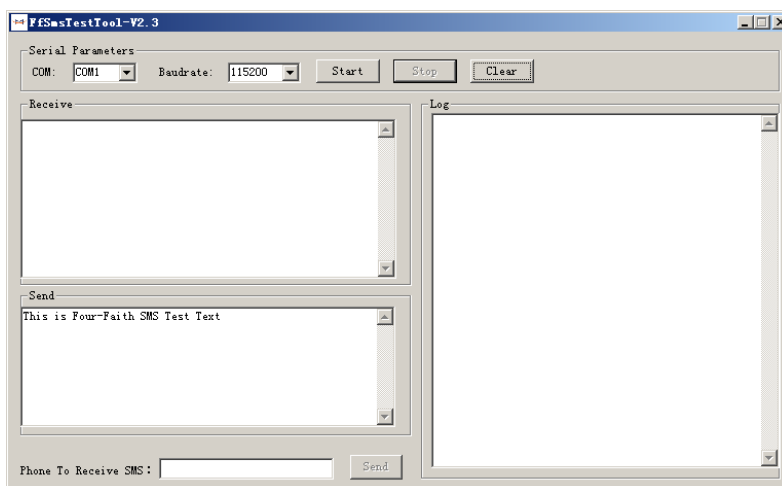 FfSmsTestTool-V2.3
Serial Parameters
COM: COM1 Baudrate: 115200 Start Stop Clear
Receive
Log
Send
This is Four-Faith SMS Test Text
Phone To Receive SMS: Send